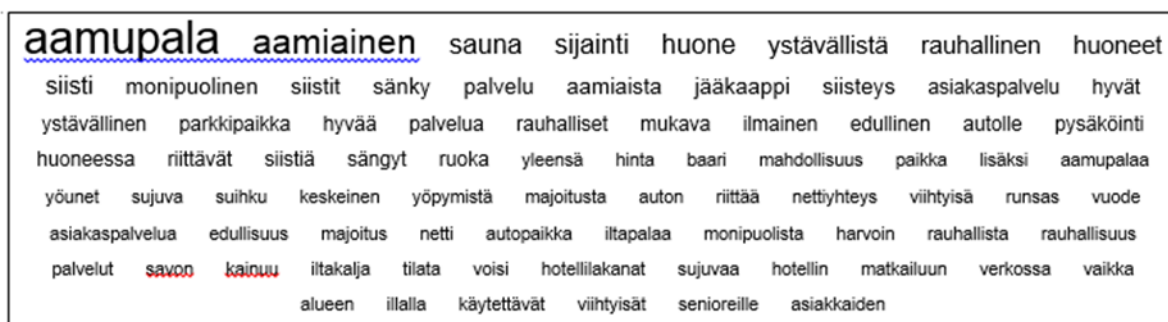 aamupala aamiainen sauna sijainti huone ystävällistä rauhallinen huoneet
siisti monipuolinen siistit sänky palvelu aamiaista jääkaappi siisteys asiakaspalvelu hyvät
ystävällinen parkkipaikka hyvää palvelua rauhalliset mukava ilmainen edullinen autolle pysäköinti
huoneessa riittävät siistiä sängyt ruoka yleensä hinta baari mahdollisuus paikka lisäksi aamupalaa
yöunet sujuva suihku keskeinen yöpymistä majoitusta auton riittää nettiyhteys viihtyisä runsas vuode
asiakaspalvelua edullisuus majoitus netti autopaikka iltapalaa monipuolista harvoin rauhallista rauhallisuus
palvelut savon kainuu iltakalja tilata voisi hotellilakanat sujuvaa hotellin matkailuun verkossa vaikka
alueen illalla käytettävät viihtyisät senioreille asiakkaiden